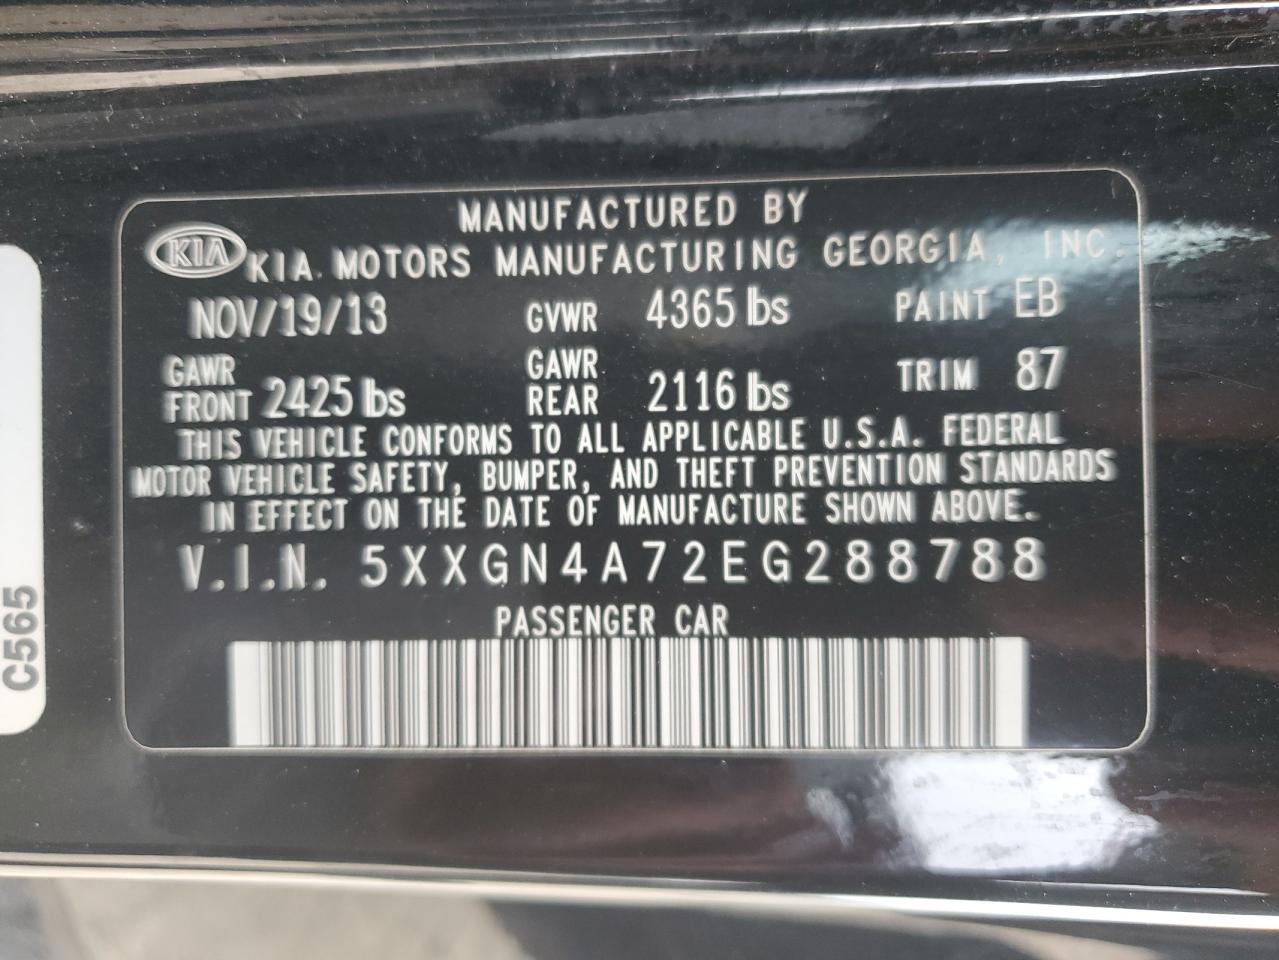 MANUFACTURED BY
KIA KIA MOTORS MANUFACTURING GEORGIA, INC.
NOV/19/13 GVWR 4365 lbs PAINT EB
GAWR FRONT 2425 lbs GAWR REAR 2116 lbs TRIM 87
THIS VEHICLE CONFORMS TO ALL APPLICABLE U.S.A. FEDERAL
MOTOR VEHICLE SAFETY, BUMPER, AND THEFT PREVENTION STANDARDS
IN EFFECT ON THE DATE OF MANUFACTURE SHOWN ABOVE.
V.I.N. 5XXGN4A72EG288788
PASSENGER CAR
C565